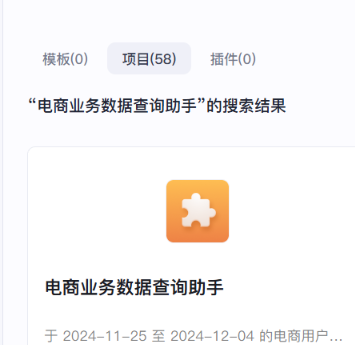 模板(0) 项目(58) 插件(0)
“电商业务数据查询助手”的搜索结果
电商业务数据查询助手
于 2024-11-25 至 2024-12-04 的电商用户...